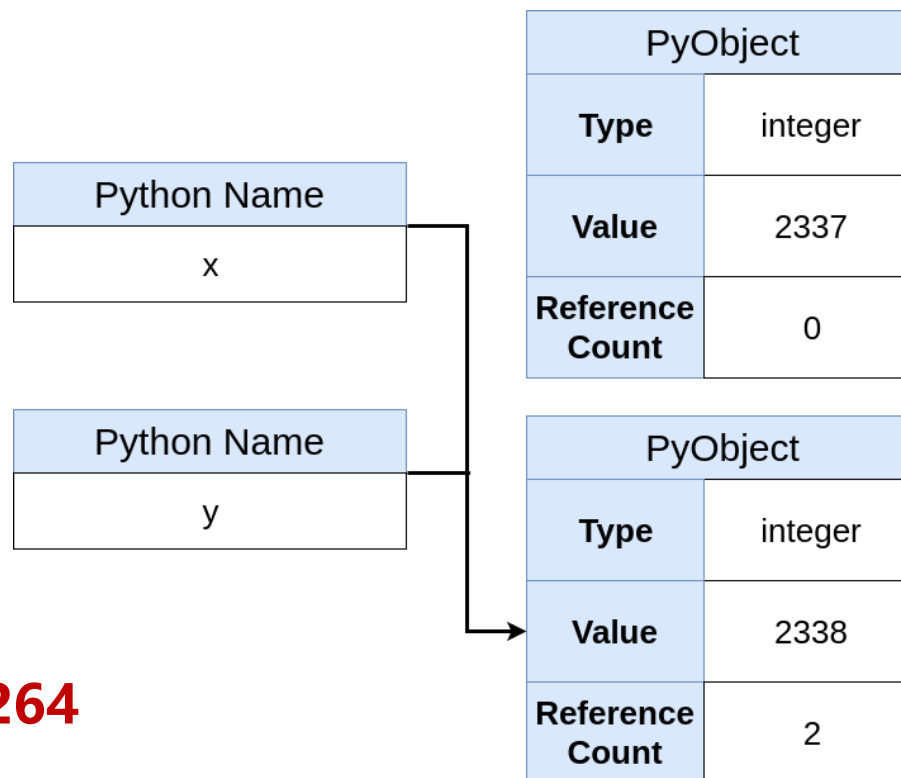 PyObject
Type integer
Value 2337
Reference Count 0
Python Name
x
Python Name
y
PyObject
Type integer
Value 2338
Reference Count 2
264